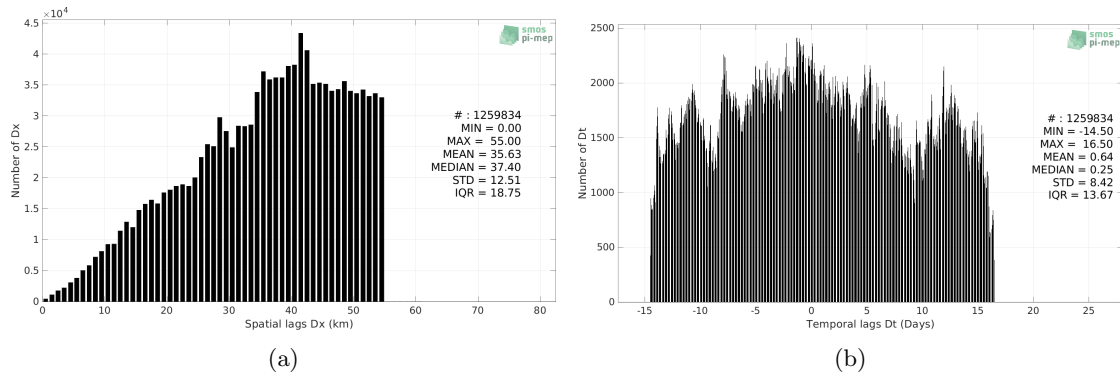 ×10⁴
4.5
4
3.5
3
2.5
2
1.5
1
0.5
0
Number of Dx
0 10 20 30 40 50 60 70 80
Spatial lags Dx (km)
smos
pi-mep
# : 1259834
MIN = 0.00
MAX = 55.00
MEAN = 35.63
MEDIAN = 37.40
STD = 12.51
IQR = 18.75
(a)
2500
2000
1500
1000
500
0
Number of Dt
-15 -10 -5 0 5 10 15 20 25
Temporal lags Dt (Days)
smos
pi-mep
# : 1259834
MIN = -14.50
MAX = 16.50
MEAN = 0.64
MEDIAN = 0.25
STD = 8.42
IQR = 13.67
(b)